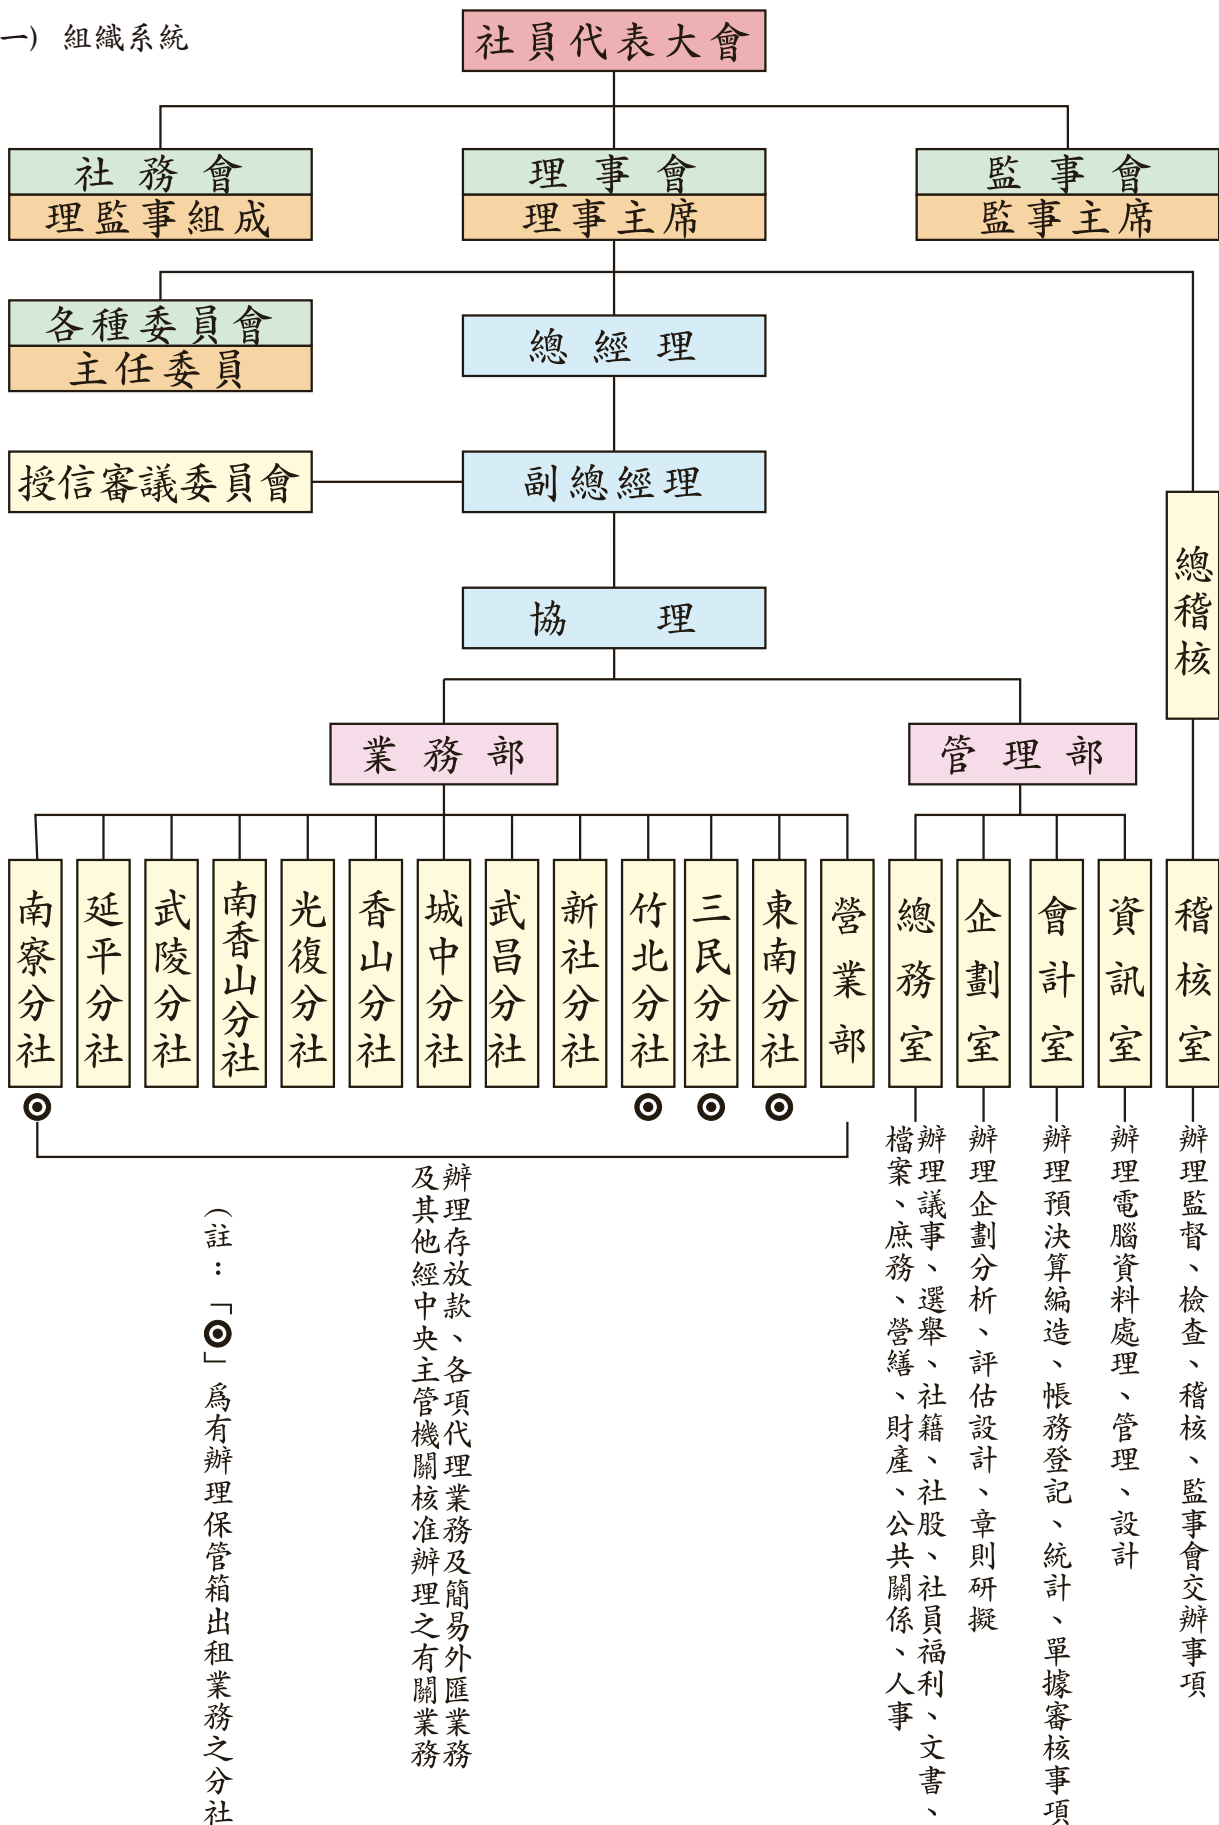 一) 組織系統
社員代表大會
社務會
理監事組成
理事會
理事主席
監事會
監事主席
各種委員會
主任委員
總經理
授信審議委員會
副總經理
總稽核
協理
業務部
管理部
南寮分社
延平分社
武陵分社
南香山分社
光復分社
香山分社
城中分社
武昌分社
新社分社
竹北分社
三民分社
東南分社
營業部
總務室
企劃室
會計室
資訊室
稽核室
辦理存放款、各項代理業務及簡易外匯業務
及其他經中央主管機關核准辦理之有關業務
辦理議事、選舉、社籍、社股、社員福利、文書、
檔案、庶務、營繕、財產、公共關係、人事
辦理企劃分析、評估設計、章則研擬
辦理預決算編造、帳務登記、統計、單據審核事項
辦理電腦資料處理、管理、設計
辦理監督、檢查、稽核、監事會交辦事項
(註：「◎」為有辦理保管箱出租業務之分社